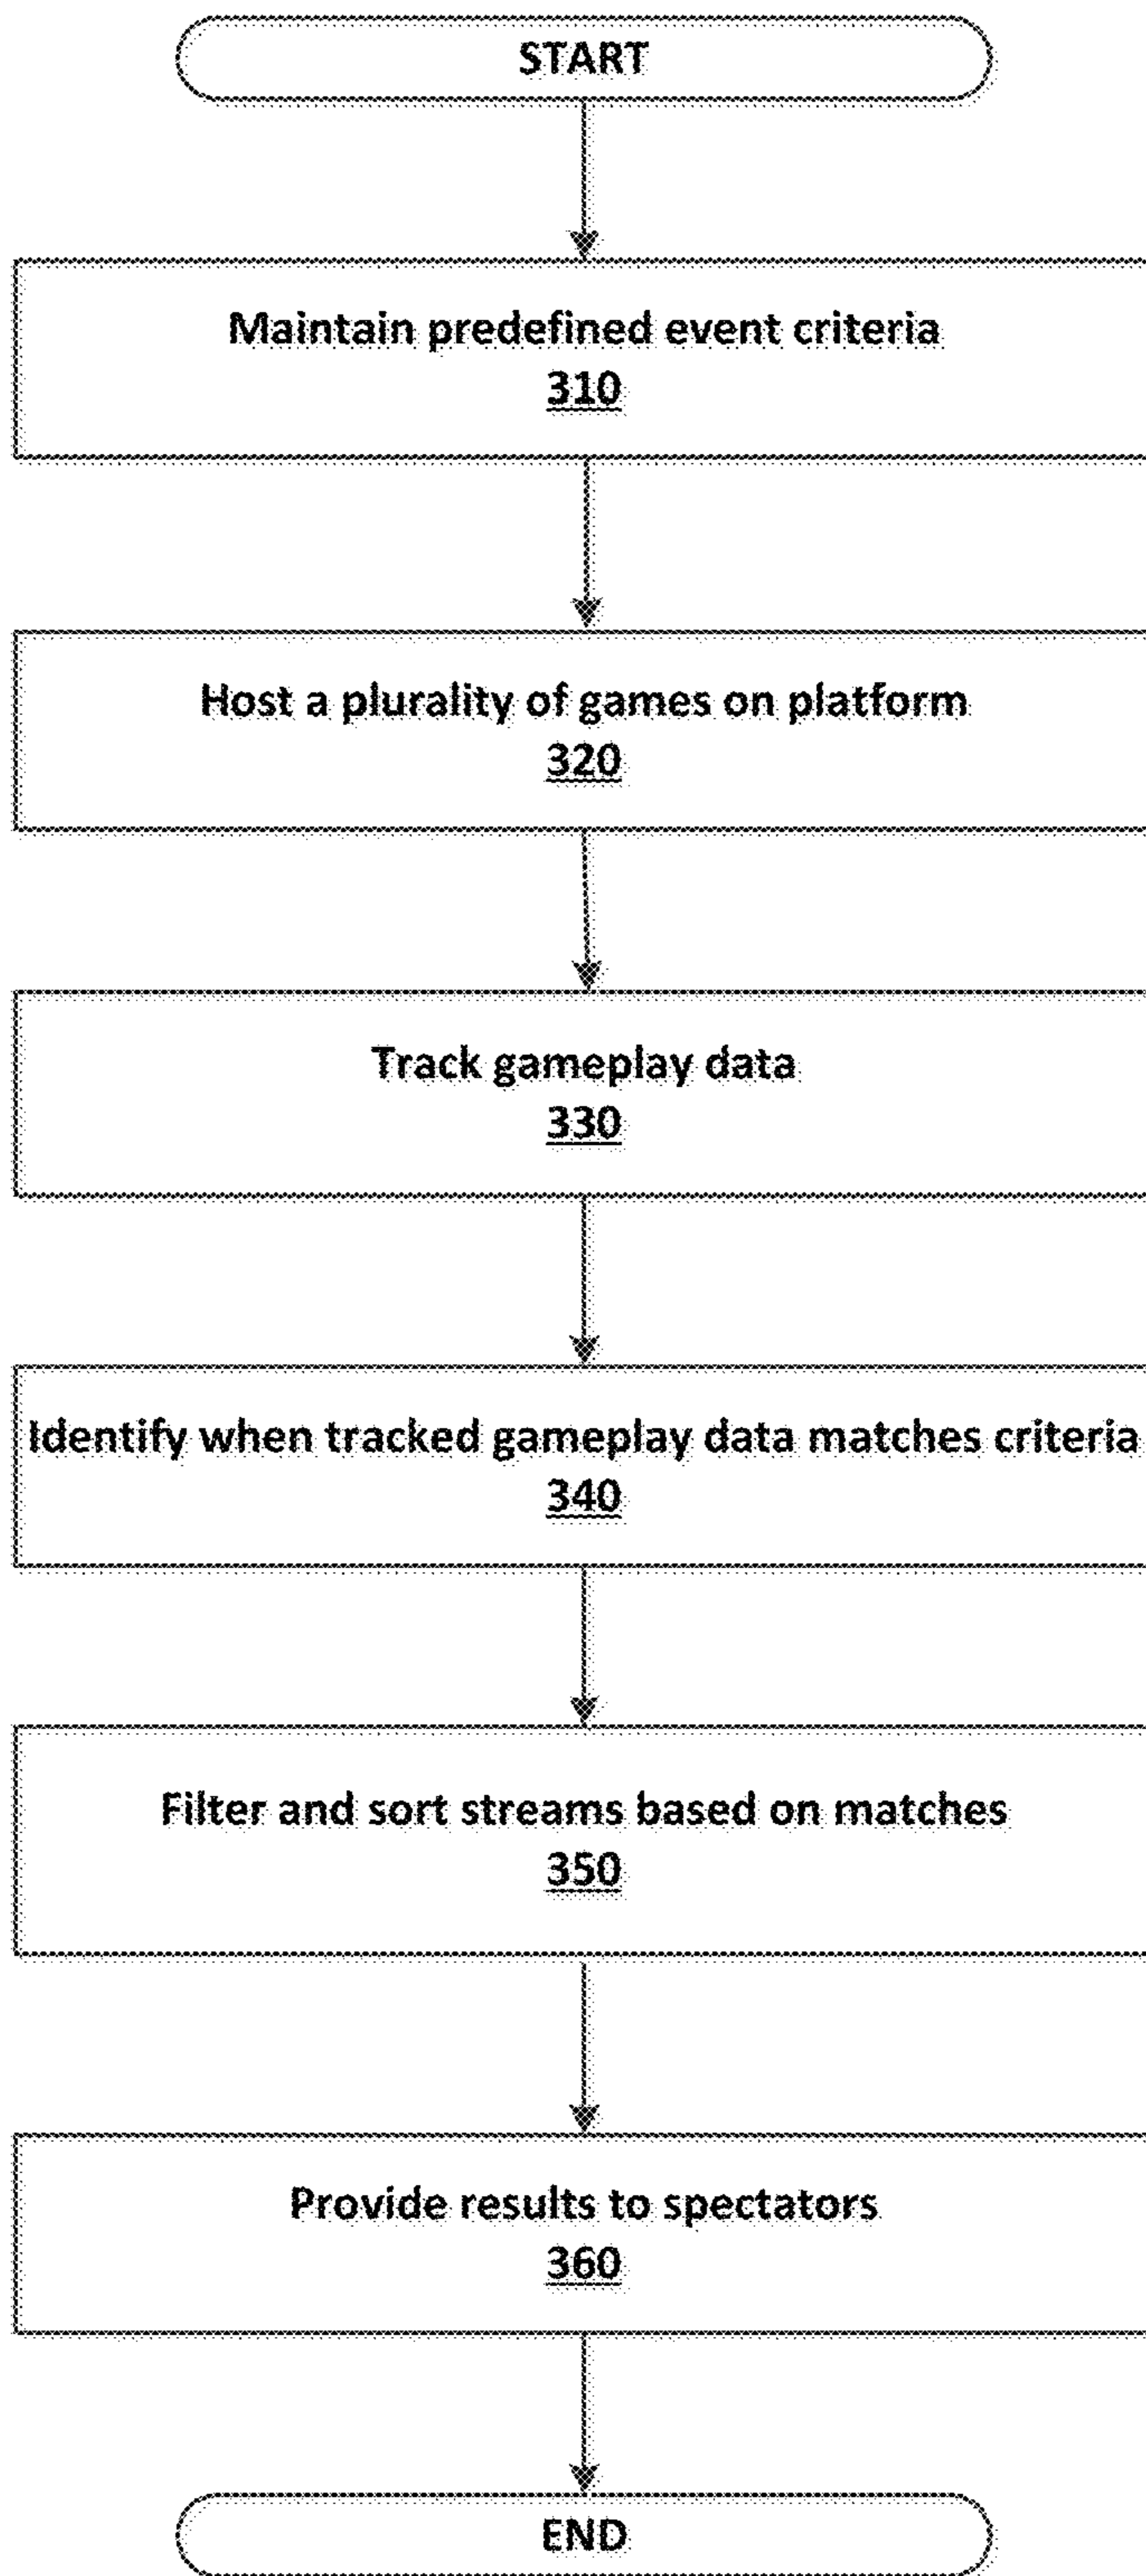 START
Maintain predefined event criteria
310
Host a plurality of games on platform
320
Track gameplay data
330
Identify when tracked gameplay data matches criteria
340
Filter and sort streams based on matches
350
Provide results to spectators
360
END